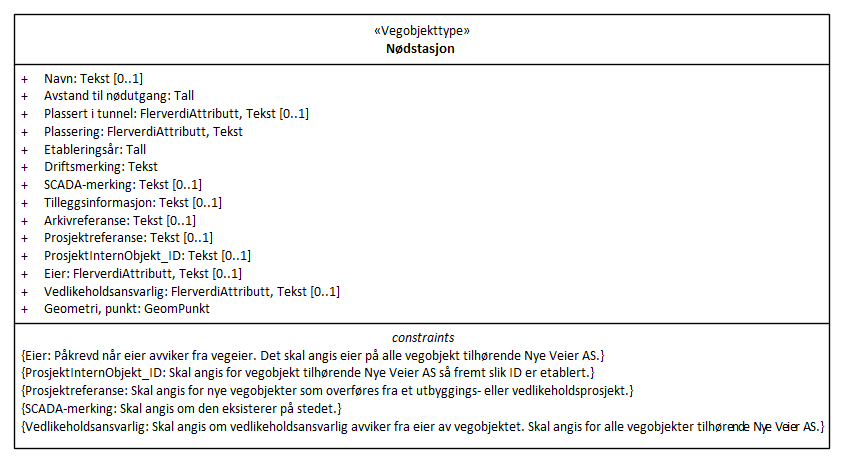 «Vegobjekttype»
Nødstasjon
+ Navn: Tekst [0..1]
+ Avstand til nødutgang: Tall
+ Plassert i tunnel: FlerverdiAttributt, Tekst [0..1]
+ Plassering: FlerverdiAttributt, Tekst
+ Etableringsår: Tall
+ Driftsmerking: Tekst
+ SCADA-merking: Tekst [0..1]
+ Tilleggsinformasjon: Tekst [0..1]
+ Arkivreferanse: Tekst [0..1]
+ Prosjektreferanse: Tekst [0..1]
+ ProsjektInternObjekt_ID: Tekst [0..1]
+ Eier: FlerverdiAttributt, Tekst [0..1]
+ Vedlikeholdsansvarlig: FlerverdiAttributt, Tekst [0..1]
+ Geometri, punkt: GeomPunkt
constraints
{Eier: Påkrevd når eier avviker fra vegeier. Det skal angis eier på alle vegobjekt tilhørende Nye Veier AS.}
{ProsjektInternObjekt_ID: Skal angis for vegobjekt tilhørende Nye Veier AS så fremt slik ID er etablert.}
{Prosjektreferanse: Skal angis for nye vegobjekter som overføres fra et utbyggings- eller vedlikeholdsprosjekt.}
{SCADA-merking: Skal angis om den eksisterer på stedet.}
{Vedlikeholdsansvarlig: Skal angis om vedlikeholdsansvarlig avviker fra eier av vegobjektet. Skal angis for alle vegobjekter tilhørende Nye Veier AS.}